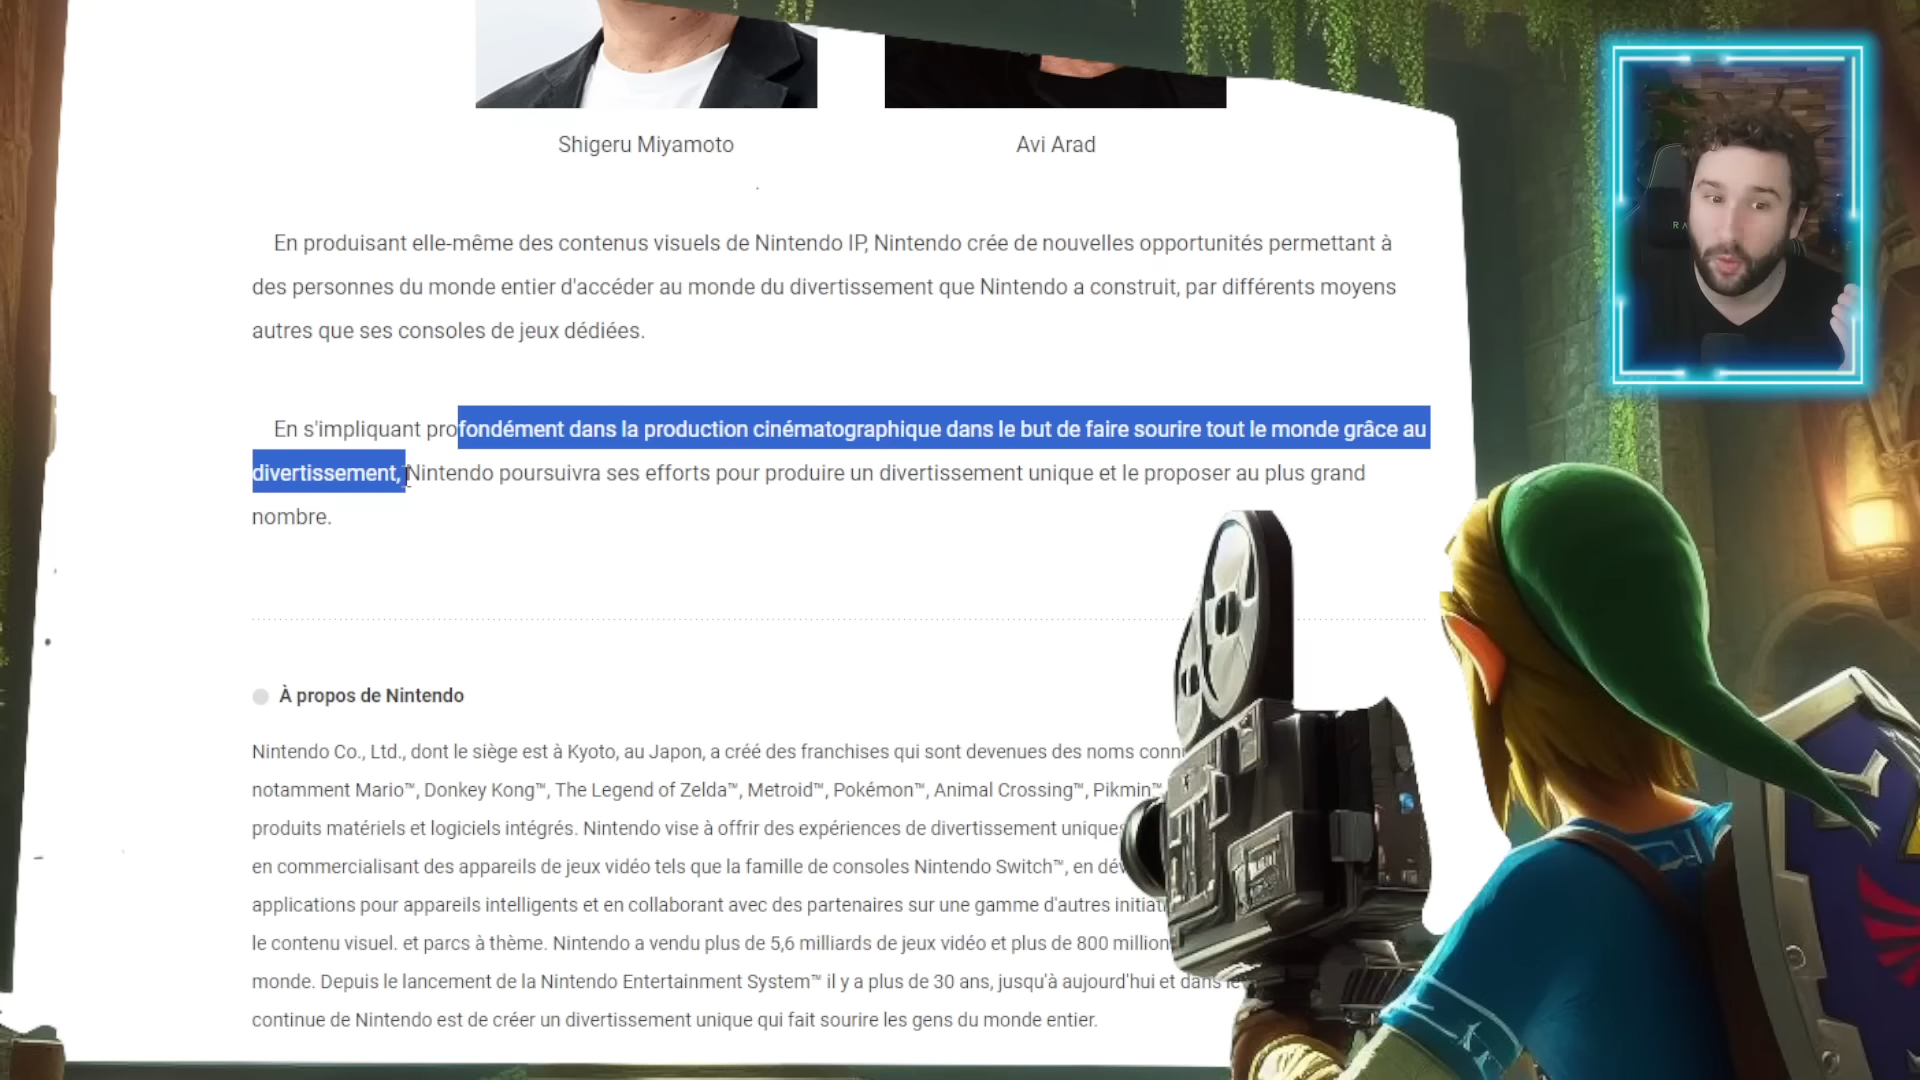 Shigeru Miyamoto
Avi Arad
En produisant elle-même des contenus visuels de Nintendo IP, Nintendo crée de nouvelles opportunités permettant à
des personnes du monde entier d'accéder au monde du divertissement que Nintendo a construit, par différents moyens
autres que ses consoles de jeux dédiées.
En s'impliquant profondément dans la production cinématographique dans le but de faire sourire tout le monde grâce au
divertissement, Nintendo poursuivra ses efforts pour produire un divertissement unique et le proposer au plus grand
nombre.
À propos de Nintendo
Nintendo Co., Ltd., dont le siège est à Kyoto, au Japon, a créé des franchises qui sont devenues des noms
notamment Mario™, Donkey Kong™, The Legend of Zelda™, Metroid™, Pokémon™, Animal Crossing™, Pikmin™
produits matériels et logiciels intégrés. Nintendo vise à offrir des expériences de divertissement
en commercialisant des appareils de jeux vidéo tels que la famille de consoles Nintendo Switch™, en
applications pour appareils intelligents et en collaborant avec des partenaires sur une gamme d'autres
le contenu visuel. et parcs à thème. Nintendo a vendu plus de 5,6 milliards de jeux vidéo et plus de 800
monde. Depuis le lancement de la Nintendo Entertainment System™ il y a plus de 30 ans, jusqu'à aujourd'hui et dans
continue de Nintendo est de créer un divertissement unique qui fait sourire les gens du monde entier.